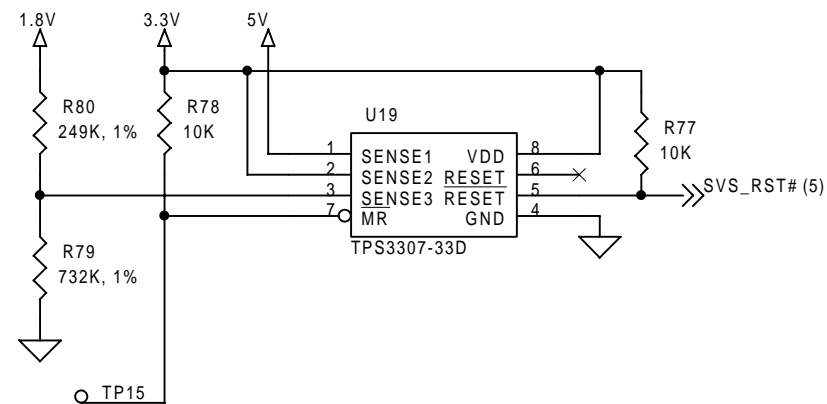 1.8V
3.3V
5V
R80
249K, 1%
R78
10K
U19
R77
10K
1
SENSE1
VDD
8
2
SENSE2
RESET
6
3
SENSE3
RESET
5
SVS_RST# (5)
7
MR
GND
4
TPS3307-33D
R79
732K, 1%
TP15